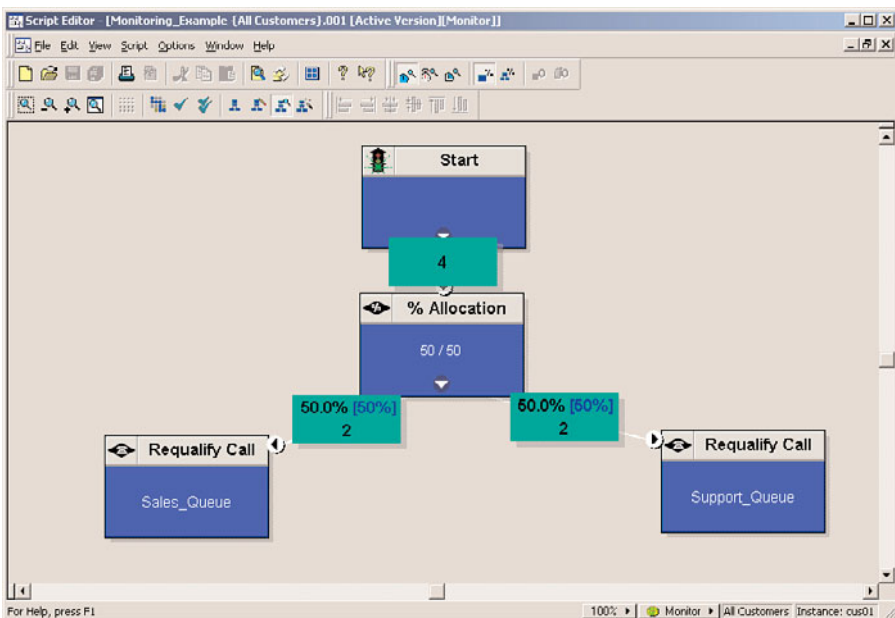 Script Editor - [Monitoring_Example {All Customers}.001 [Active Version][Monitor]]
File Edit View Script Options Window Help
Start
4
% Allocation
50 / 50
50.0% [50%]
2
50.0% [50%]
2
Requalify Call
Sales_Queue
Requalify Call
Support_Queue
For Help, press F1
100% Monitor All Customers Instance: cus01